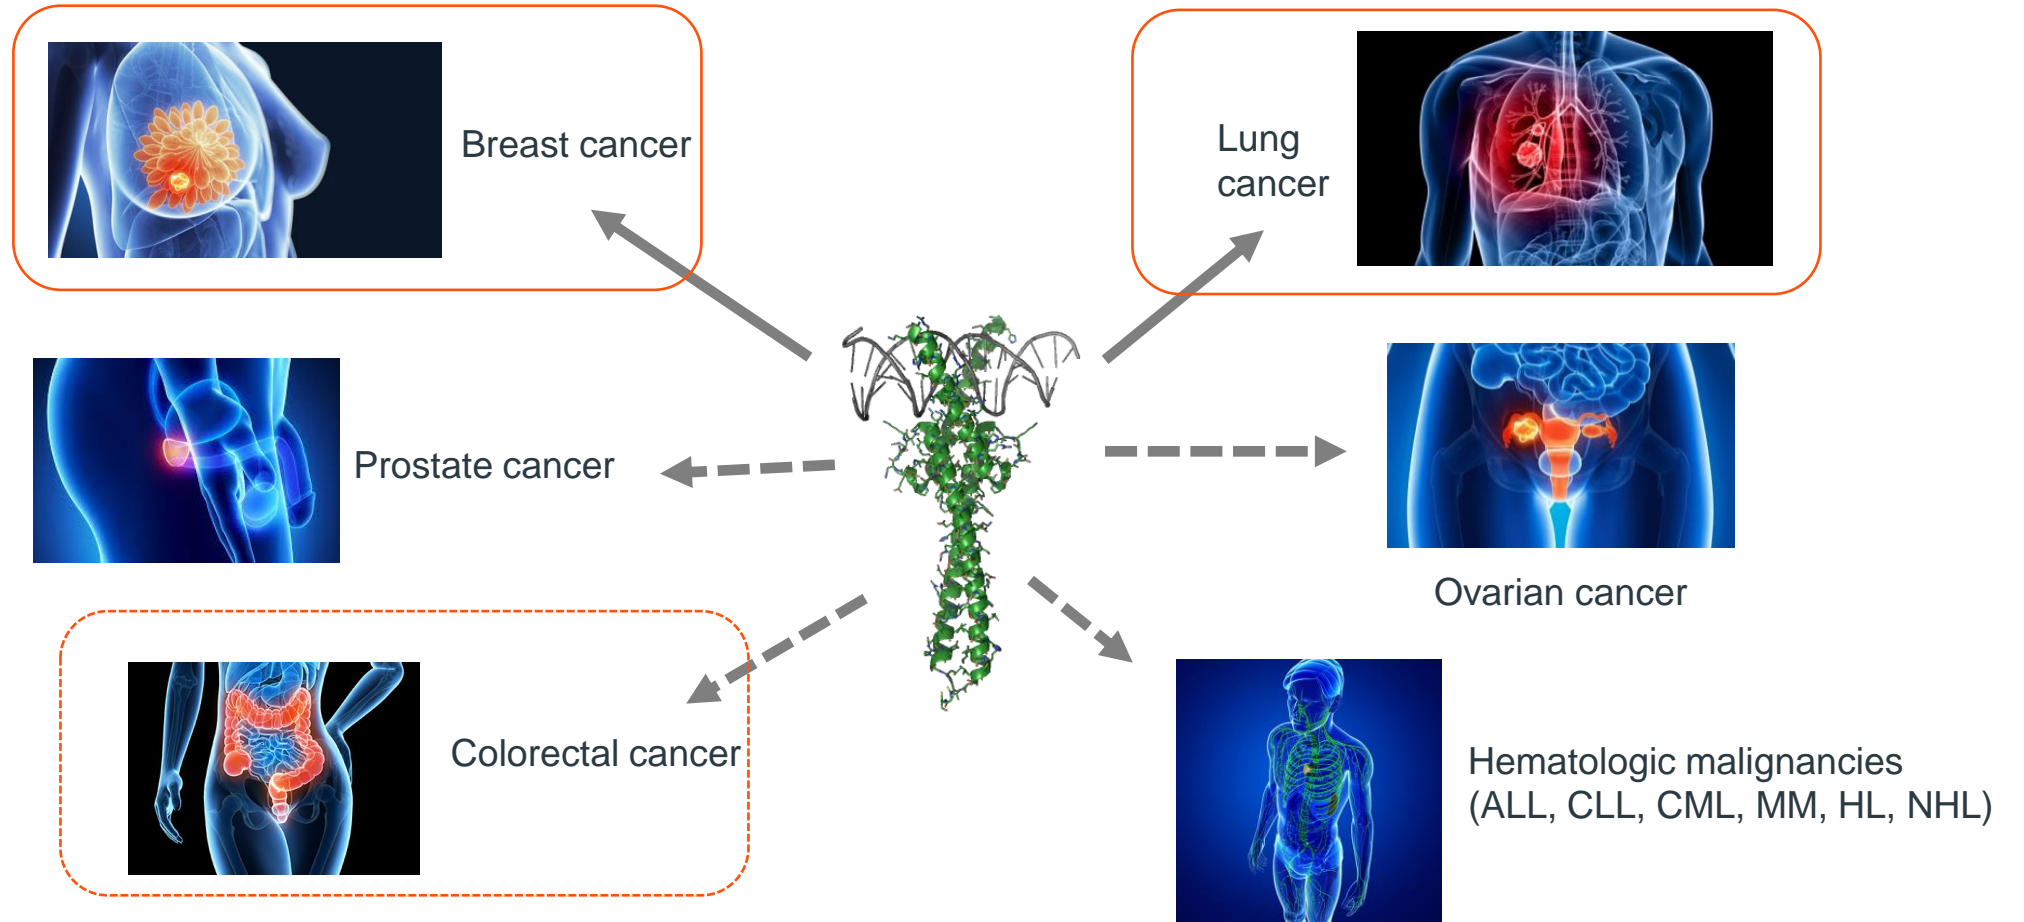 Breast cancer
Lung
cancer
Prostate cancer
Ovarian cancer
Colorectal cancer
Hematologic malignancies
(ALL, CLL, CML, MM, HL, NHL)